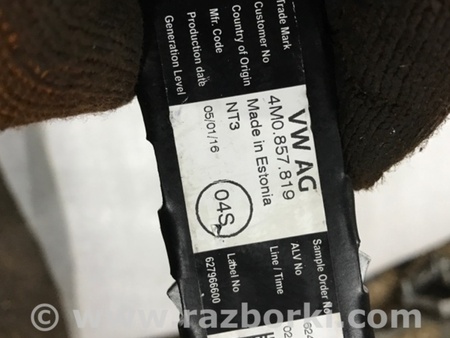 Trade Mark
VW AG
Customer No
4M0.857.819
Country of Origin
Made in Estonia
Mfr. Code
NT3
Production date
05/01/16
Generation Level
04S
Sample Order No
ALV No
Line / Time
02
Label No
627966600
© www.razborki.com